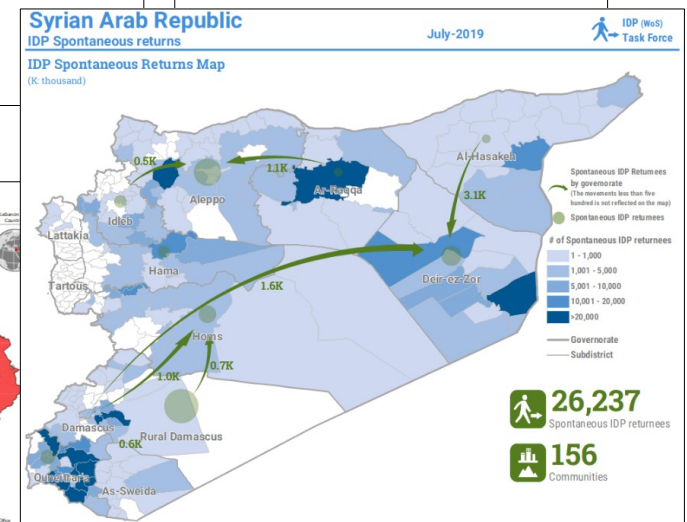 Syrian Arab Republic
IDP Spontaneous returns
July-2019
IDP (WoS)
Task Force
IDP Spontaneous Returns Map
(K: thousand)
0.5K
1.1K
Al-Hasakeh
Ar-Raqqa
Aleppo
3.1K
Idleb
Lattakia
Hama
Deir-ez-Zor
Tartous
1.6K
Homs
1.0K
0.7K
Damascus
0.6K
Rural Damascus
Quneitra
As-Sweida
Spontaneous IDP Returnees
by governorate
(The movements less than five
hundred is not reflected on the map)
Spontaneous IDP returnees
# of Spontaneous IDP returnees
1 - 1,000
1,001 - 5,000
5,001 - 10,000
10,001 - 20,000
>20,000
Governorate
Subdistrict
26,237
Spontaneous IDP returnees
156
Communities